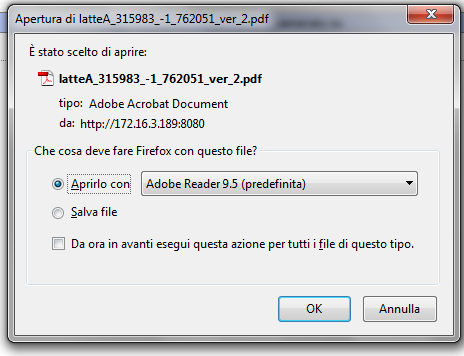 Apertura di latteA_315983_-1_762051_ver_2.pdf
È stato scelto di aprire:
latteA_315983_-1_762051_ver_2.pdf
tipo: Adobe Acrobat Document
da: http://172.16.3.189:8080
Che cosa deve fare Firefox con questo file?
Aprirlo con Adobe Reader 9.5 (predefinita)
Salva file
Da ora in avanti esegui questa azione per tutti i file di questo tipo.
OK Annulla